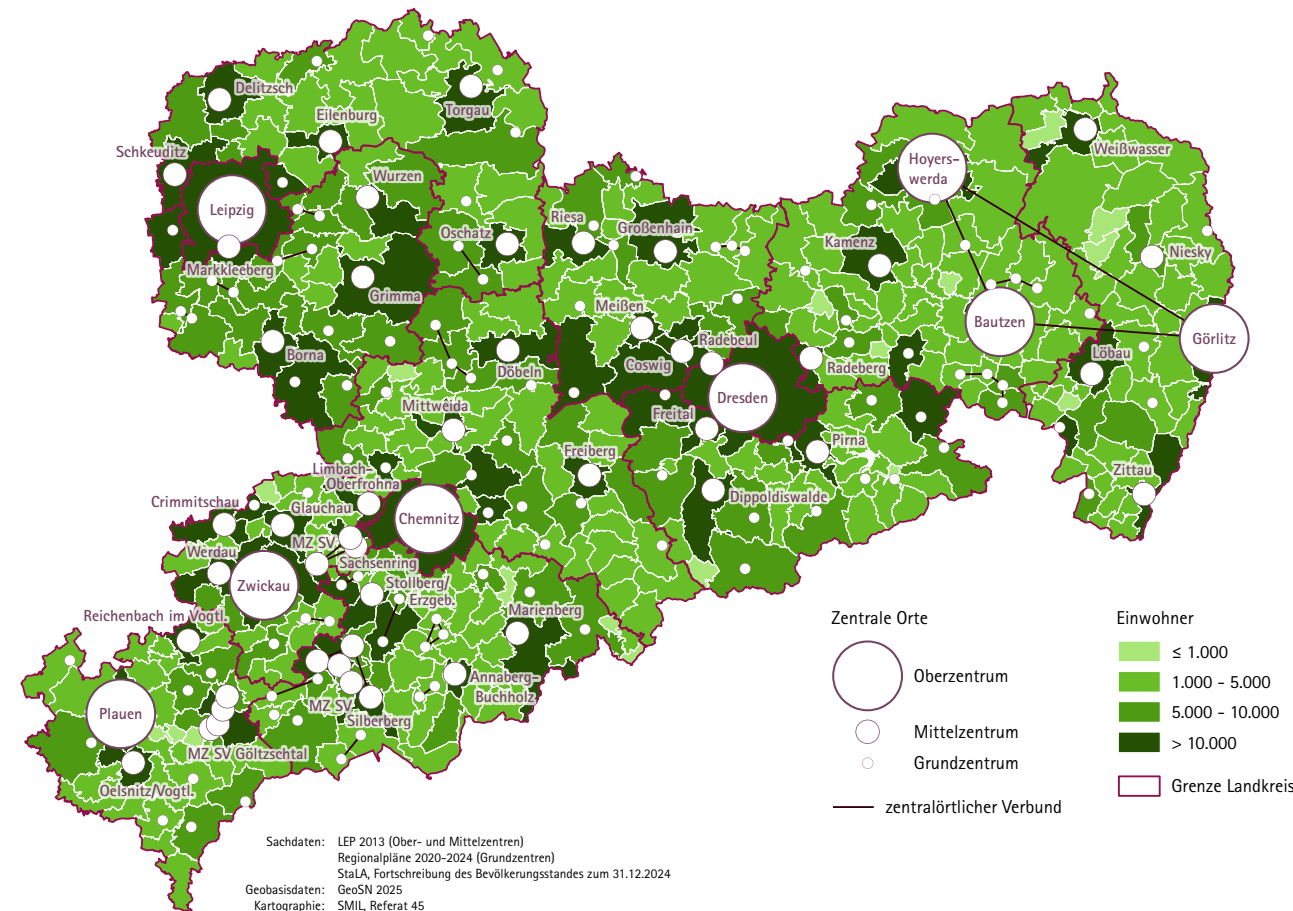 Delitzsch
Torgau
Eilenburg
Schkeuditz
Wurzen
Leipzig
Oschatz
Markkleeberg
Grimma
Borna
Döbeln
Riesa
Großenhain
Meißen
Radebeul
Coswig
Dresden
Freital
Pirna
Dippoldiswalde
Radeberg
Kamenz
Hoyers-
werda
Weißwasser
Niesky
Bautzen
Görlitz
Löbau
Zittau
Mittweida
Freiberg
Limbach-
Oberfrohna
Crimmitschau
Glauchau
Chemnitz
MZ SV
Sachsenring
Werdau
Zwickau
Stollberg/
Erzgeb.
Marienberg
Reichenbach im Vogtl.
Annaberg-
Buchholz
Plauen
MZ SV
Silberberg
MZ SV Göltzschtal
Oelsnitz/Vogtl.
Zentrale Orte
Oberzentrum
Mittelzentrum
Grundzentrum
zentralörtlicher Verbund
Einwohner
≤ 1.000
1.000 - 5.000
5.000 - 10.000
> 10.000
Grenze Landkreis
Sachdaten: LEP 2013 (Ober- und Mittelzentren)
Regionalpläne 2020-2024 (Grundzentren)
StaLA, Fortschreibung des Bevölkerungsstandes zum 31.12.2024
Geobasisdaten: GeoSN 2025
Kartographie: SMIL, Referat 45